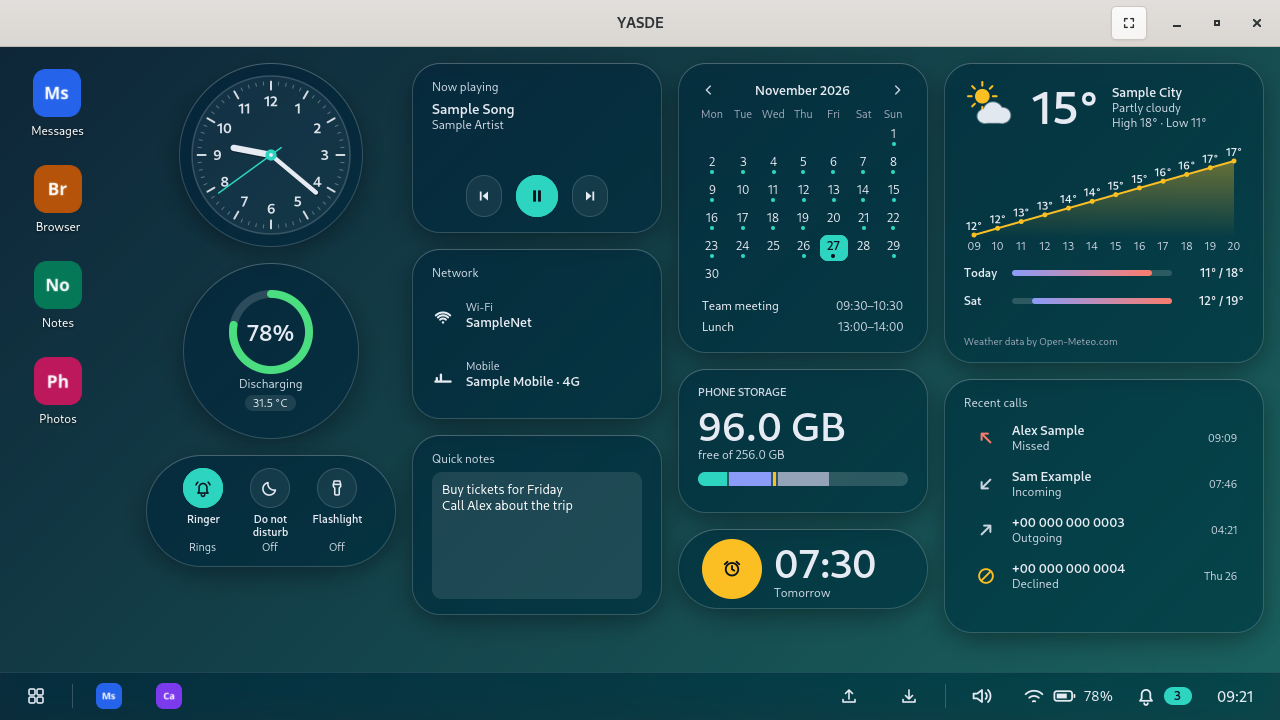 YASDE
Ms
Messages
Br
Browser
No
Notes
Ph
Photos
12
1
2
3
4
5
6
7
8
9
10
11
78%
Discharging
31.5 °C
Ringer
Rings
Do not
disturb
Off
Flashlight
Off
Now playing
Sample Song
Sample Artist
Network
Wi-Fi
SampleNet
Mobile
Sample Mobile · 4G
Quick notes
Buy tickets for Friday
Call Alex about the trip
November 2026
Mon Tue Wed Thu Fri Sat Sun
1
2 3 4 5 6 7 8
9 10 11 12 13 14 15
16 17 18 19 20 21 22
23 24 25 26 27 28 29
30
Team meeting 09:30–10:30
Lunch 13:00–14:00
PHONE STORAGE
96.0 GB
free of 256.0 GB
07:30
Tomorrow
15°
Sample City
Partly cloudy
High 18° · Low 11°
12° 12° 13° 13° 14° 14° 15° 15° 16° 16° 17° 17°
09 10 11 12 13 14 15 16 17 18 19 20
Today 11° / 18°
Sat 12° / 19°
Weather data by Open-Meteo.com
Recent calls
Alex Sample
Missed
09:09
Sam Example
Incoming
07:46
+00 000 000 0003
Outgoing
04:21
+00 000 000 0004
Declined
Thu 26
Ms
Ca
78%
3
09:21